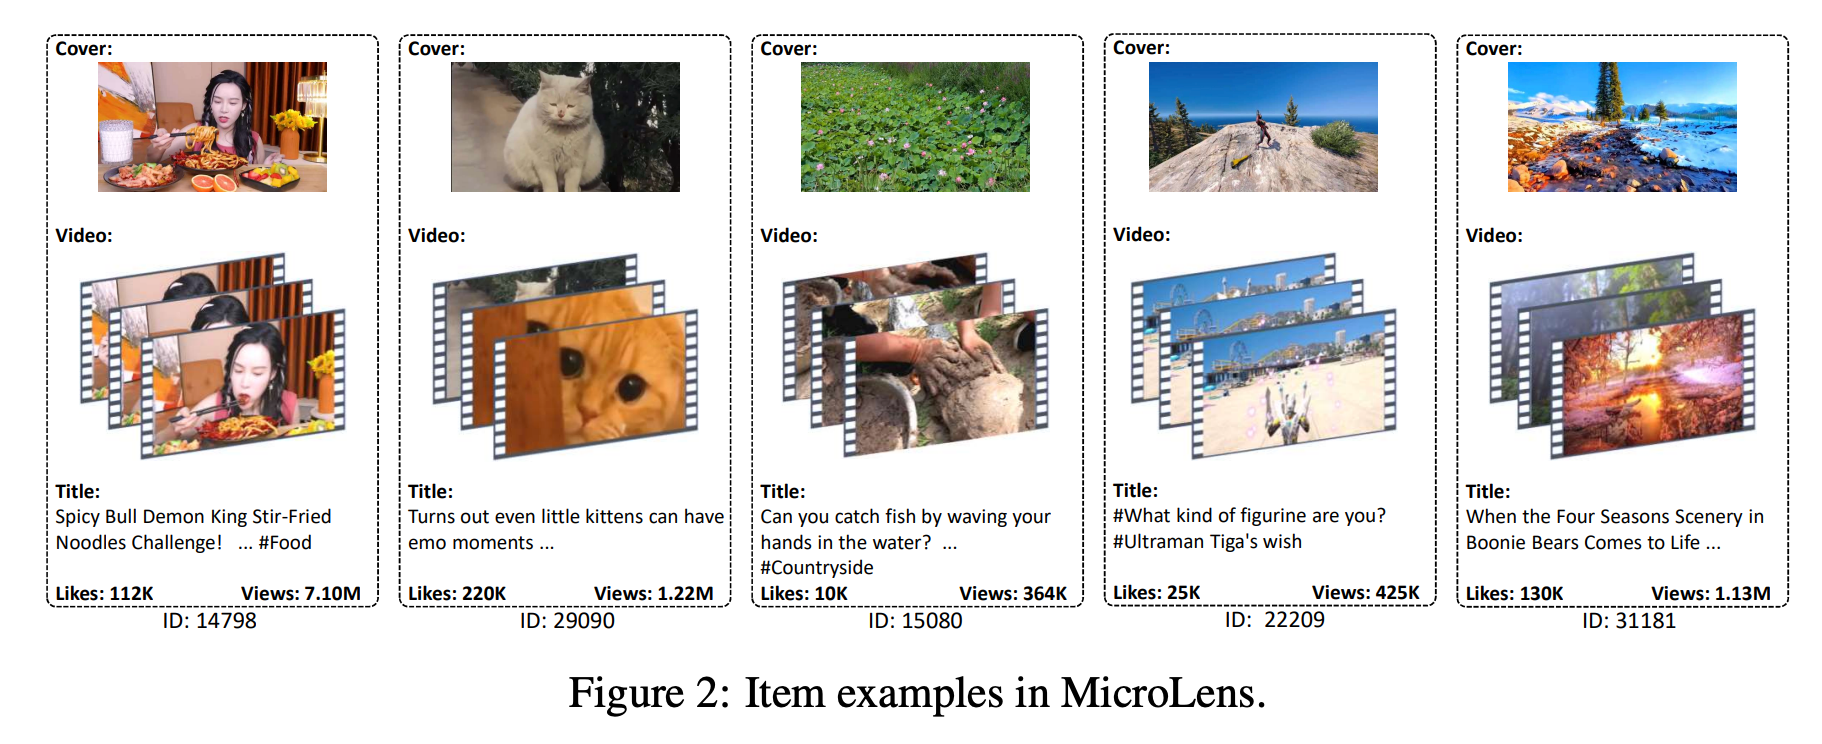 Cover:
Video:
Title:
Spicy Bull Demon King Stir-Fried
Noodles Challenge! ... #Food
Likes: 112K Views: 7.10M
ID: 14798
Cover:
Video:
Title:
Turns out even little kittens can have
emo moments ...
Likes: 220K Views: 1.22M
ID: 29090
Cover:
Video:
Title:
Can you catch fish by waving your
hands in the water? ...
#Countryside
Likes: 10K Views: 364K
ID: 15080
Cover:
Video:
Title:
#What kind of figurine are you?
#Ultraman Tiga's wish
Likes: 25K Views: 425K
ID: 22209
Cover:
Video:
Title:
When the Four Seasons Scenery in
Boonie Bears Comes to Life ...
Likes: 130K Views: 1.13M
ID: 31181
Figure 2: Item examples in MicroLens.